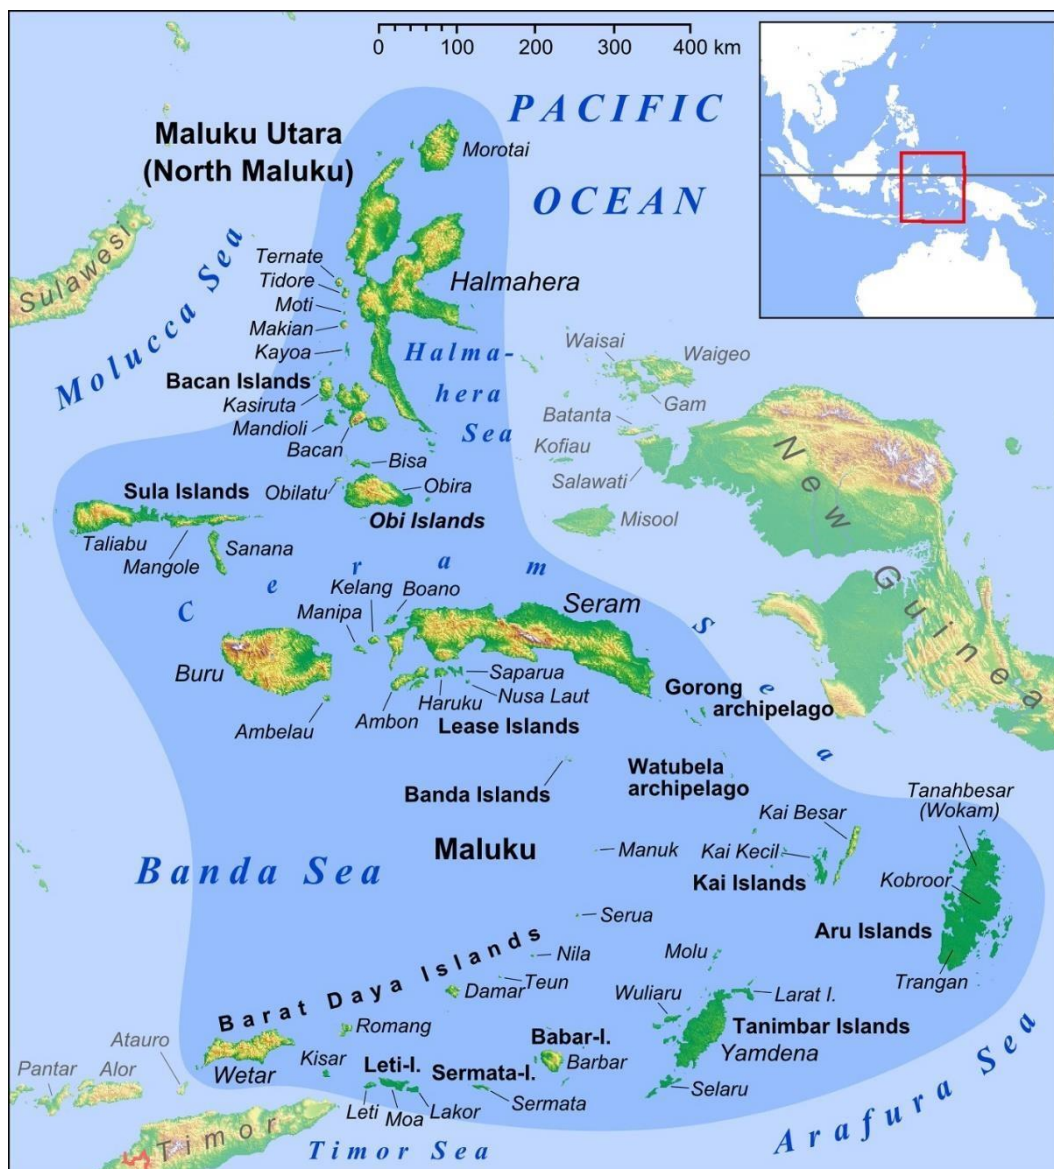 0 100 200 400 km
PACIFIC
OCEAN
Maluku Utara
(North Maluku)
Morotai
Sulawesi
Molucca Sea
Ternate
Tidore
Moti
Makian
Kayoa
Halmahera
Halma-
hera
Sea
Bacan Islands
Kasiruta
Mandioli
Bacan
Waisai
Waigeo
Gam
Batanta
Kofiau
Salawati
Misool
New
Guinea
Bisa
Obilatu
Obira
Obi Islands
Sula Islands
Taliabu
Mangole
Sanana
Ceram Sea
Kelang
Boano
Manipa
Seram
Buru
Ambelau
Ambon
Haruku
Saparua
Nusa Laut
Lease Islands
Gorong
archipelago
Banda Islands
Watubela
archipelago
Tanahbesar
(Wokam)
Kai Besar
Kai Kecil
Kai Islands
Maluku
Manuk
Banda Sea
Kobroor
Aru Islands
Trangan
Serua
Barat Daya Islands
Nila
Teun
Damar
Molu
Wuliaru
Larat I.
Tanimbar Islands
Yamdena
Selaru
Romang
Babar-I.
Barbar
Wetar
Kisar
Leti-I.
Sermata-I.
Leti
Moa
Lakor
Sermata
Atauro
Pantar
Alor
Timor
Timor Sea
Arafura Sea